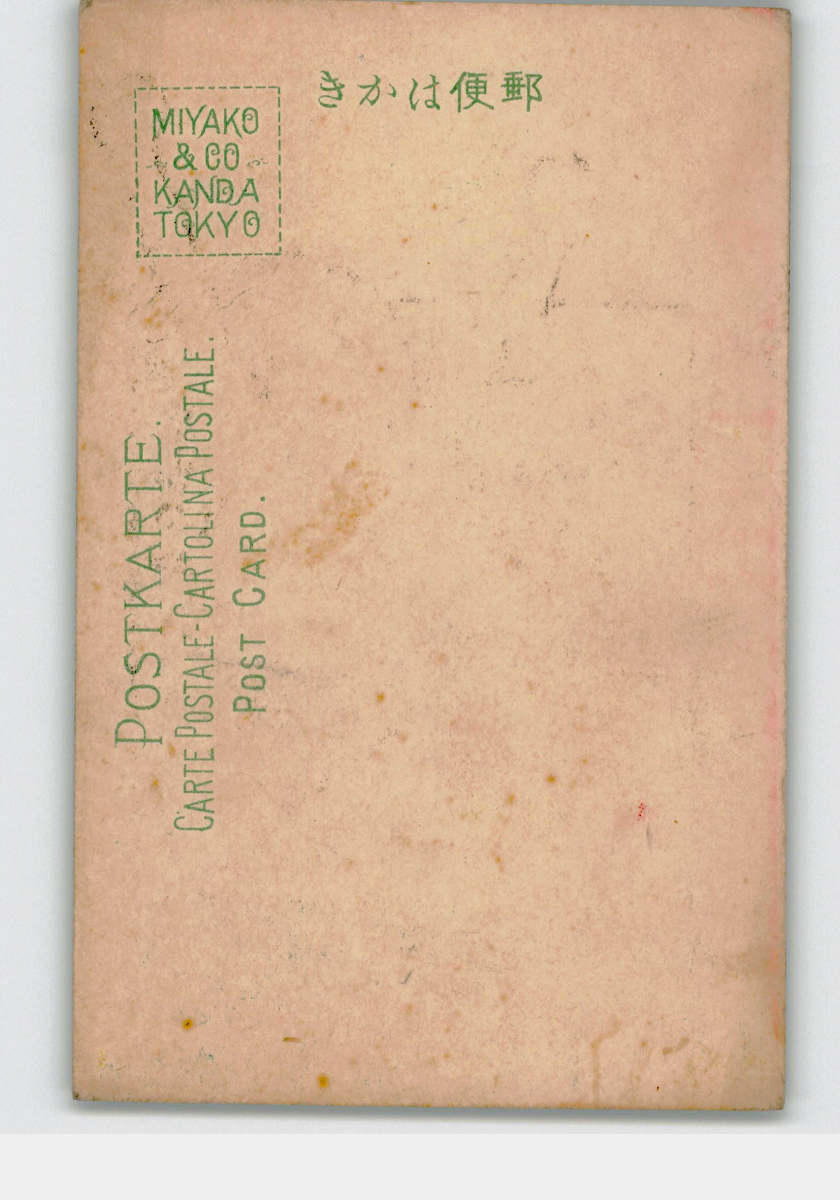 郵便はかき
MIYAKO
& CO
KANDA
TOKYO
POSTKARTE.
CARTE POSTALE-CARTOLINA POSTALE.
POST CARD.